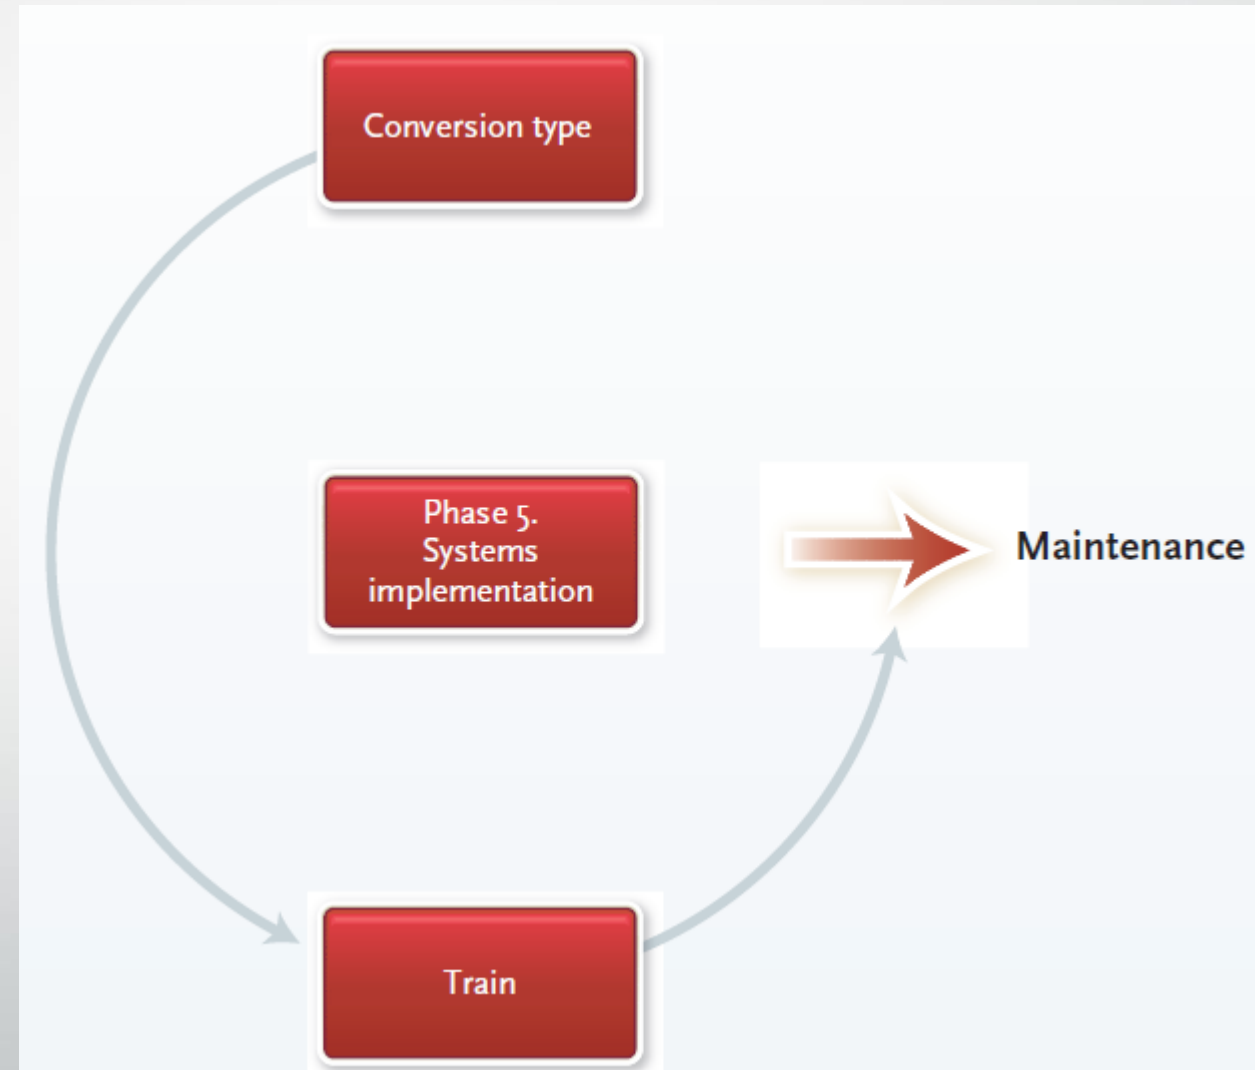 Conversion type
Phase 5.
Systems
implementation
Maintenance
Train